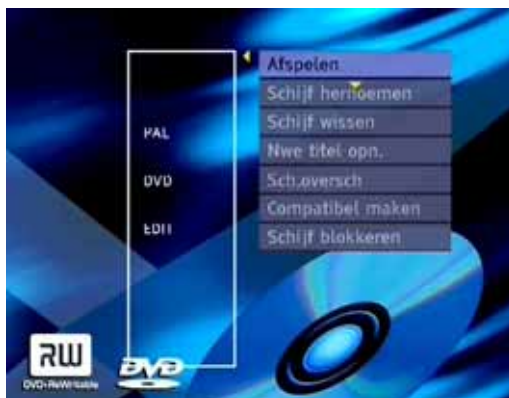 Afspelen
Schijf hernoemen
Schijf wissen
Nwe titel opn.
Sch.oversch
Compatibel maken
Schijf blokkeren
PAL
DVD
EDIT
RW
DVD+ReWritable
DVD